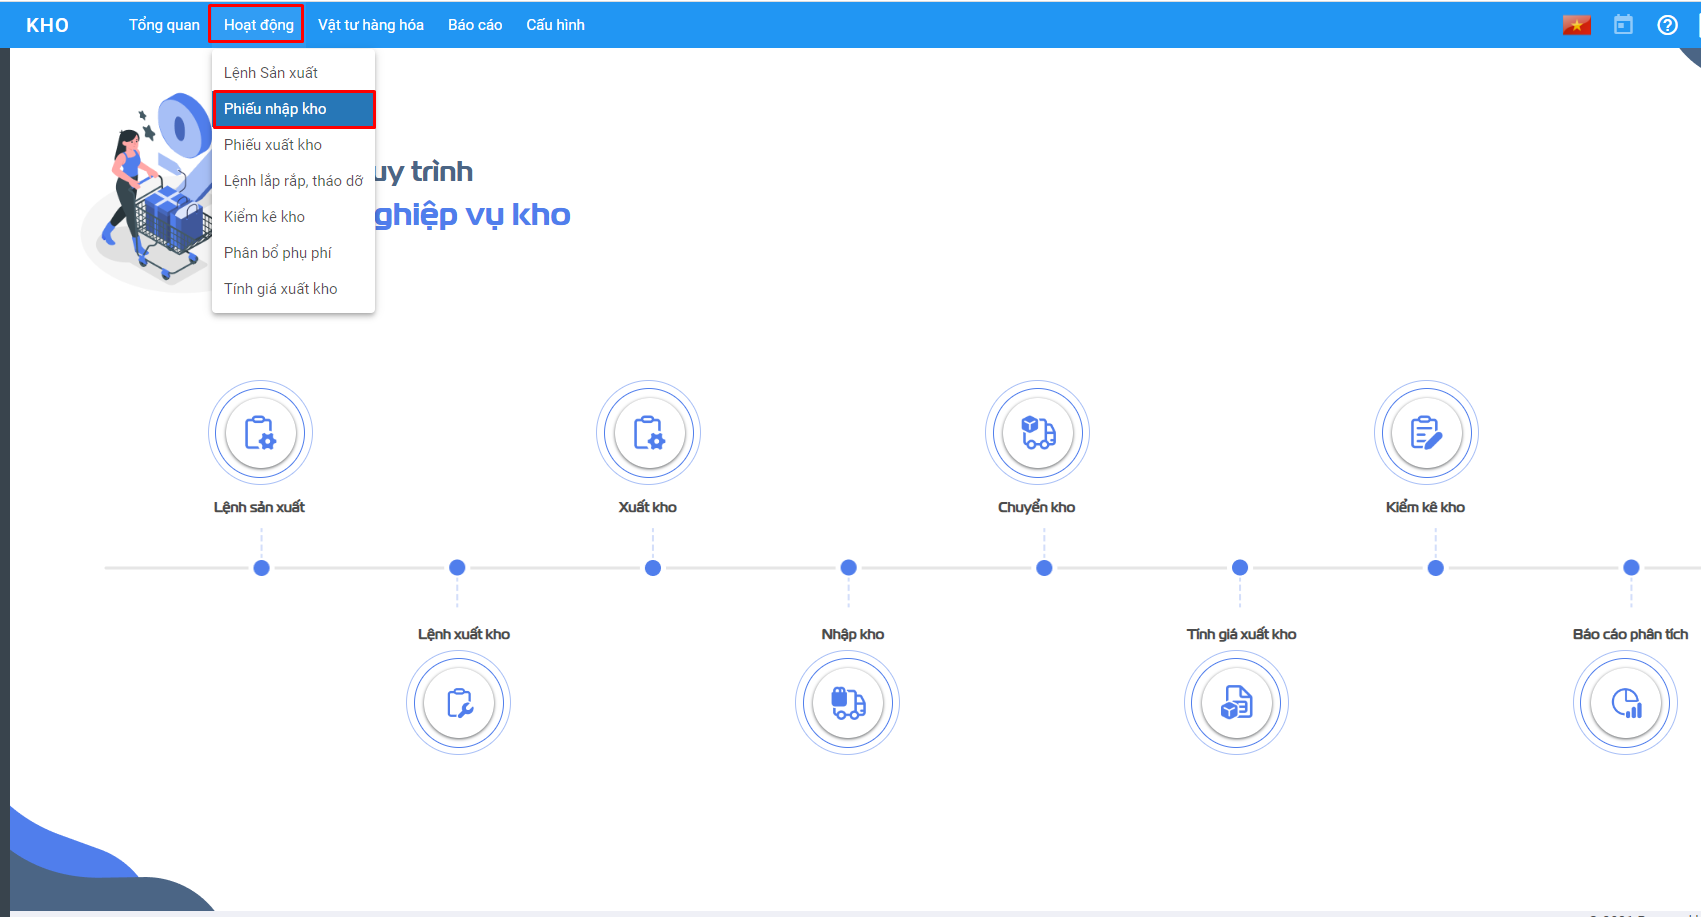 KHO
Tổng quan
Hoạt động
Vật tư hàng hóa
Báo cáo
Cấu hình
Lệnh Sản xuất
Phiếu nhập kho
Phiếu xuất kho
Lệnh lắp rắp, tháo dỡ
Kiểm kê kho
Phân bổ phụ phí
Tính giá xuất kho
uy trình
ghiệp vụ kho
Lệnh sản xuất
Xuất kho
Chuyển kho
Kiểm kê kho
Lệnh xuất kho
Nhập kho
Tính giá xuất kho
Báo cáo phân tích